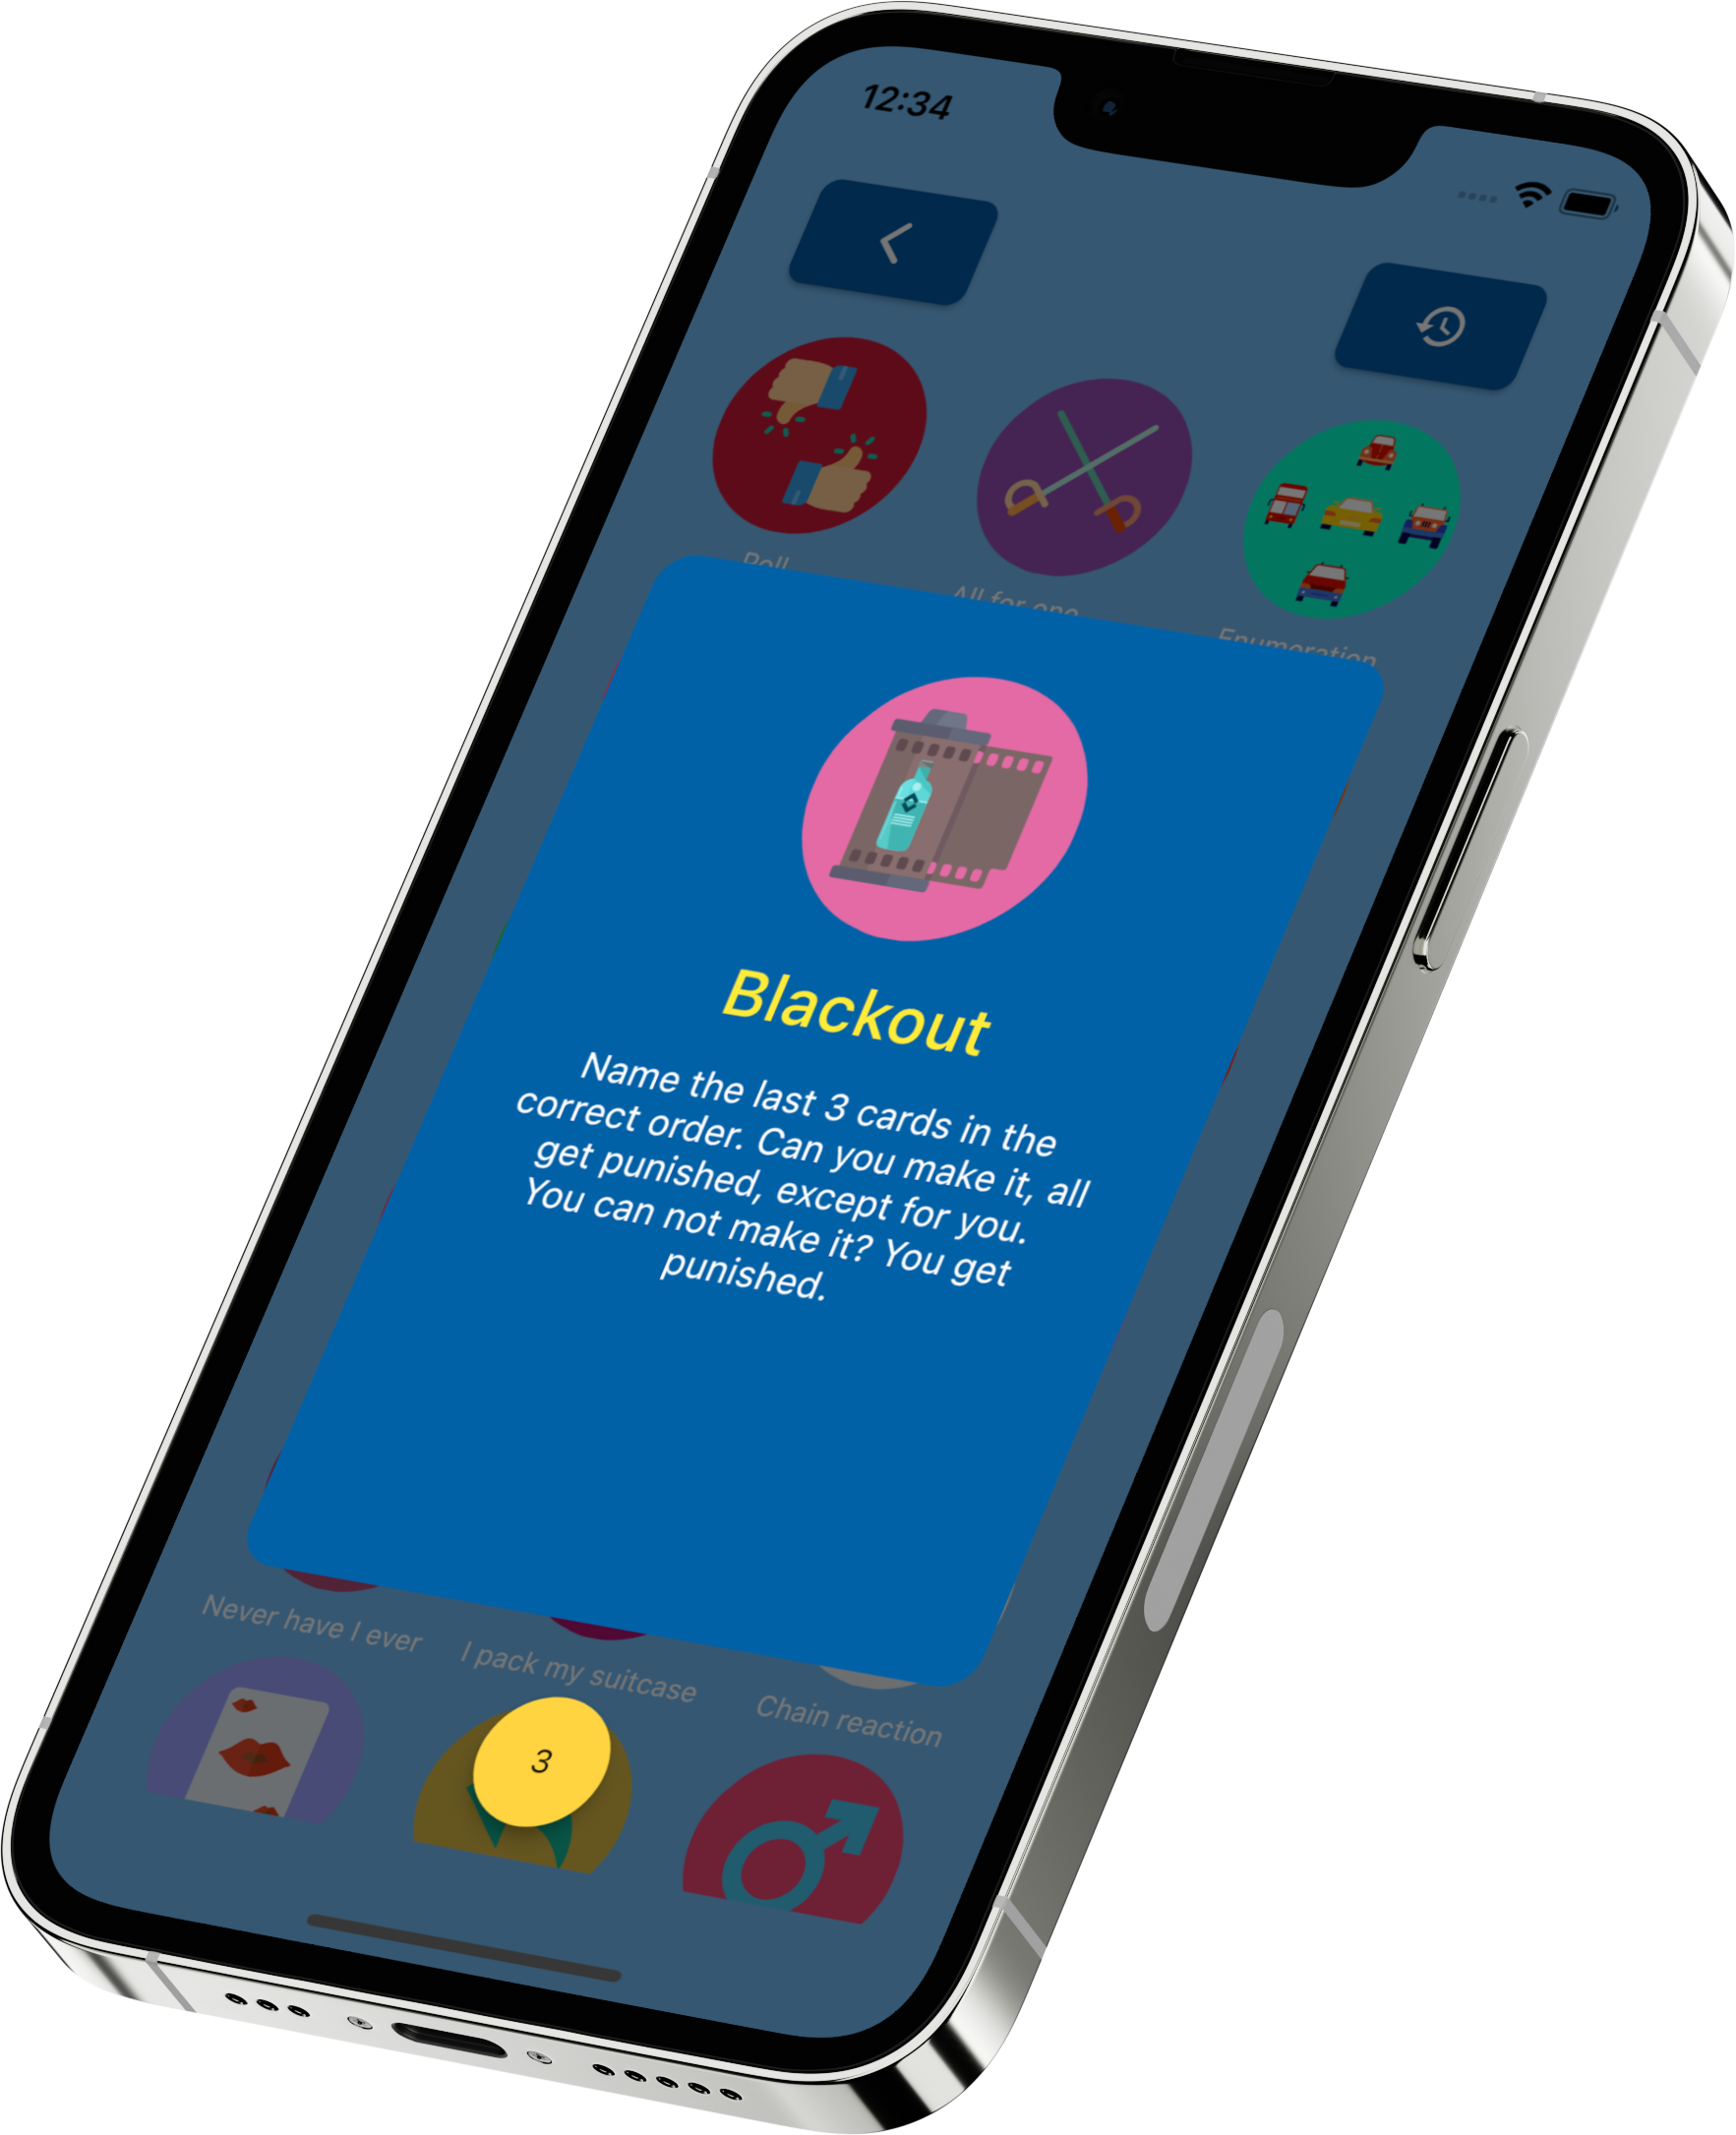 12:34
Poll
All for one
Enumeration
Blackout
Name the last 3 cards in the
correct order. Can you make it, all
get punished, except for you.
You can not make it? You get
punished.
Never have I ever
I pack my suitcase
Chain reaction
3